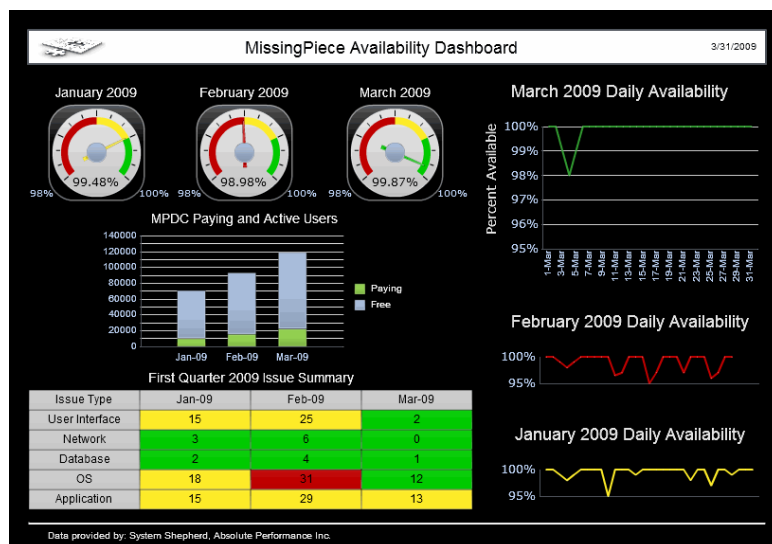 MissingPiece Availability Dashboard
3/31/2009
January 2009
February 2009
March 2009
99.48%
98%
100%
98.98%
98%
100%
99.87%
98%
100%
MPDC Paying and Active Users
140000
120000
100000
80000
60000
40000
20000
0
Jan-09 Feb-09 Mar-09
Paying
Free
First Quarter 2009 Issue Summary
Issue Type Jan-09 Feb-09 Mar-09
User Interface 15 25 2
Network 3 6 0
Database 2 4 1
OS 18 31 12
Application 15 29 13
March 2009 Daily Availability
Percent Available
100%
99%
98%
97%
96%
95%
1-Mar 3-Mar 5-Mar 7-Mar 9-Mar 11-Mar 13-Mar 15-Mar 17-Mar 19-Mar 21-Mar 23-Mar 25-Mar 27-Mar 29-Mar 31-Mar
February 2009 Daily Availability
100%
95%
January 2009 Daily Availability
100%
95%
Data provided by: System Shepherd, Absolute Performance Inc.